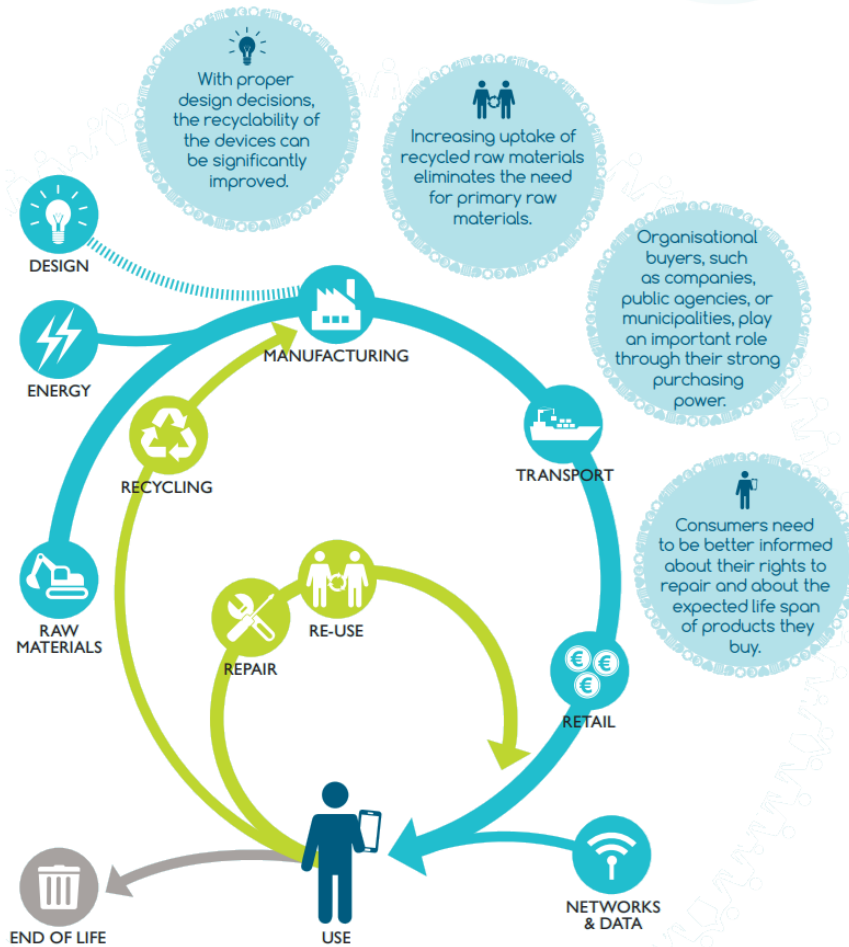 With proper
design decisions,
the recyclability of
the devices can
be significantly
improved.
Increasing uptake of
recycled raw materials
eliminates the need
for primary raw
materials.
Organisational
buyers, such
as companies,
public agencies, or
municipalities, play
an important role
through their strong
purchasing
power.
Consumers need
to be better informed
about their rights to
repair and about the
expected life span
of products they
buy.
DESIGN
ENERGY
MANUFACTURING
RECYCLING
TRANSPORT
RAW
MATERIALS
REPAIR
RE-USE
€ € €
RETAIL
NETWORKS
& DATA
END OF LIFE
USE